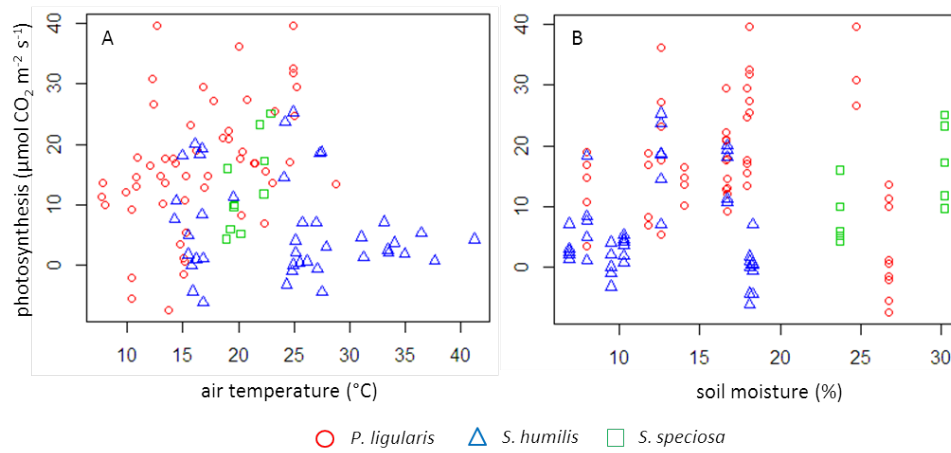 A
B
photosynthesis (µmol CO2 m-2 s-1)
0 10 20 30 40
0 10 20 30 40
10 15 20 25 30 35 40
10 15 20 25 30
air temperature (°C)
soil moisture (%)
P. ligularis S. humilis S. speciosa